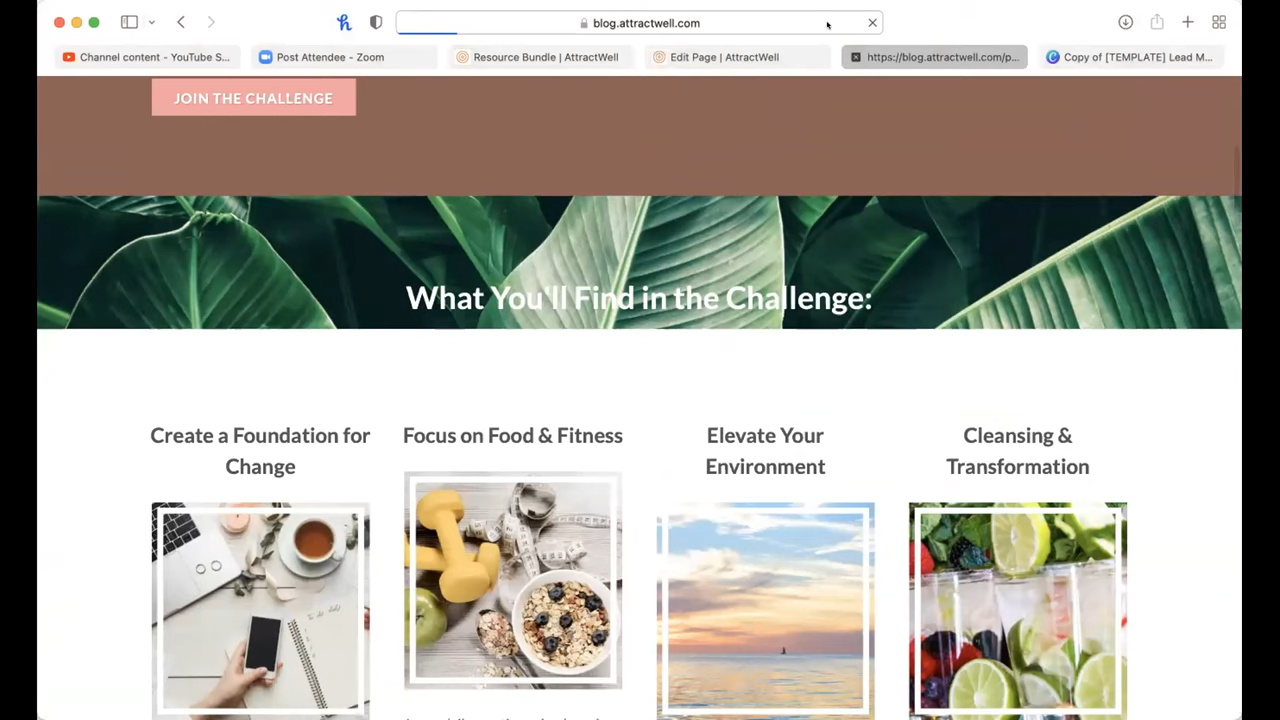 blog.attractwell.com
Channel content - YouTube S...
Post Attendee - Zoom
Resource Bundle | AttractWell
Edit Page | AttractWell
https://blog.attractwell.com/p...
Copy of [TEMPLATE] Lead M...
JOIN THE CHALLENGE
What You'll Find in the Challenge:
Create a Foundation for
Change
Focus on Food & Fitness
Elevate Your
Environment
Cleansing &
Transformation